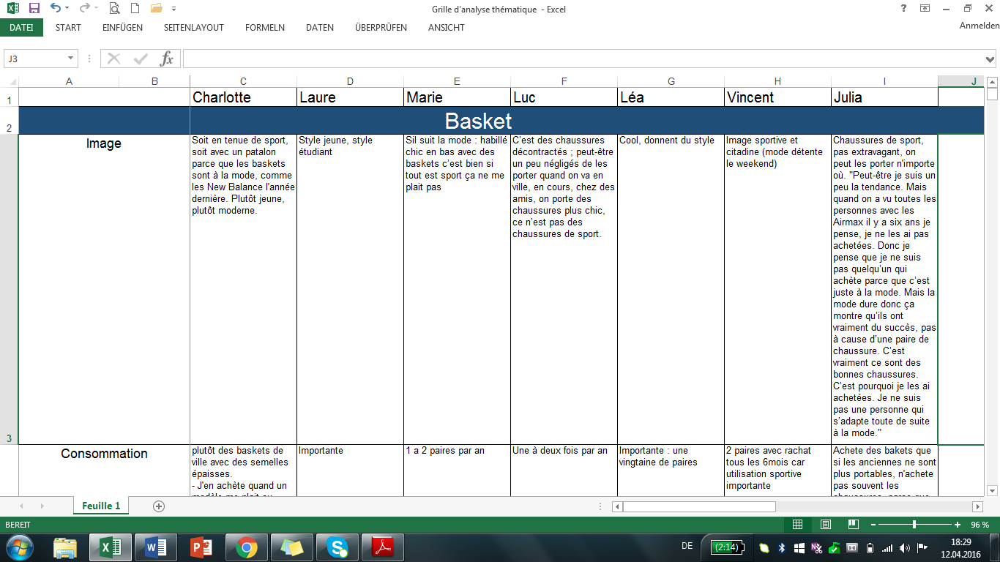 Grille d'analyse thématique - Excel
?
DATEI
START
EINFÜGEN
SEITENLAYOUT
FORMELN
DATEN
ÜBERPRÜFEN
ANSICHT
Anmelden
J3
fx
A B C D E F G H I J
1
Charlotte
Laure
Marie
Luc
Léa
Vincent
Julia
2
Basket
3
Image
Soit en tenue de sport,
soit avec un patalon
parce que les baskets
sont à la mode, comme
les New Balance l'année
dernière. Plutôt jeune,
plutôt moderne.
Style jeune, style
étudiant
Sil suit la mode : habillé
chic en bas avec des
baskets c’est bien si
tout est sport ça ne me
plait pas
C’est des chaussures
décontractés ; peut-être
un peu négligés de les
porter quand on va en
ville, en cours, chez des
amis, on porte des
chaussures plus chic,
ce n’est pas des
chaussures de sport.
Cool, donnent du style
Image sportive et
citadine (mode détente
le weekend)
Chaussures de sport,
pas extravagant, on
peut les porter n'importe
où. "Peut-être je suis un
peu la tendance. Mais
quand on a vu toutes les
personnes avec les
Airmax il y a six ans je
pense, je ne les ai pas
achetées. Donc je
pense que je ne suis
pas quelqu’un qui
achète parce que c’est
juste à la mode. Mais la
mode dure donc ça
montre qu’ils ont
vraiment du succès, pas
à cause d’une paire de
chaussure. C’est
vraiment ce sont des
bonnes chaussures.
C’est pourquoi je les ai
achetées. Je ne suis
pas une personne qui
s’adapte toute de suite
à la mode."
Consommation
plutôt des baskets de
ville avec des semelles
épaisses.
- J'en achète quand un
Importante
1 a 2 paires par an
Une à deux fois par an
Importante : une
vingtaine de paires
2 paires avec rachat
tous les 6mois car
utilisation sportive
importante
Achete des bakets que
si les anciennes ne sont
plus portables, n'achete
pas souvent les
Feuille 1
BEREIT
96 %
DE
(2:14)
18:29
12.04.2016